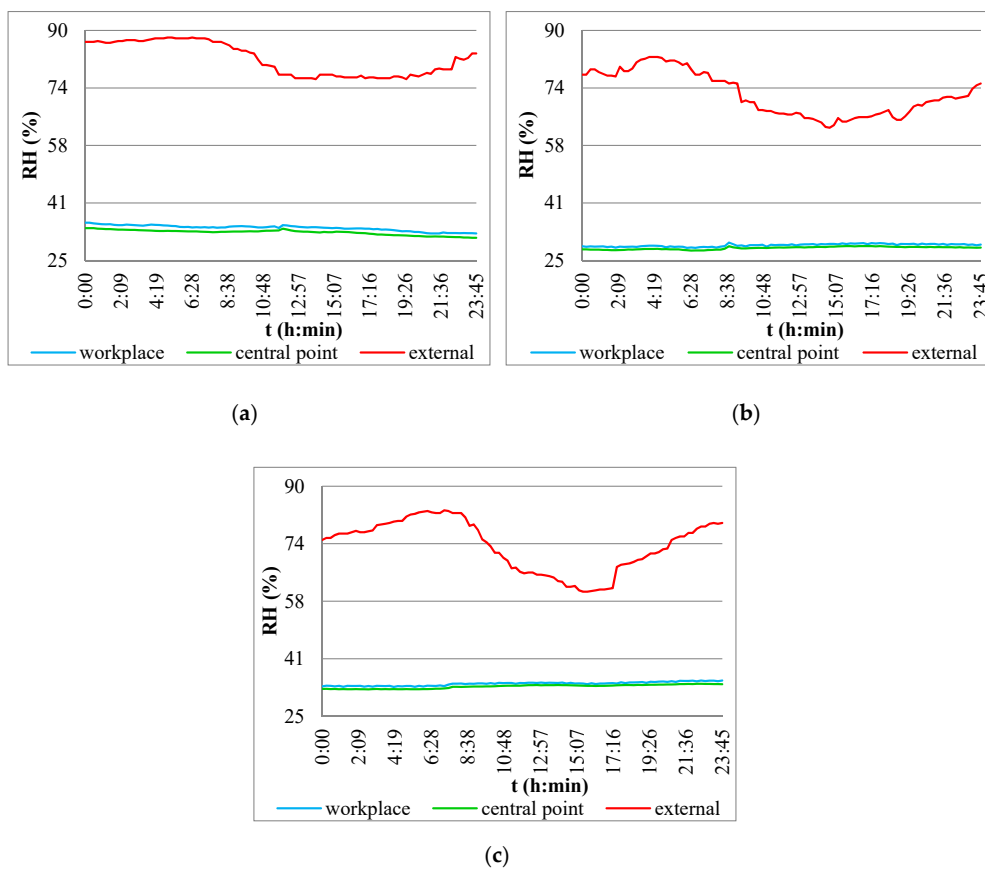 90
74
58
41
25
RH (%)
0:00 2:09 4:19 6:28 8:38 10:48 12:57 15:07 17:16 19:26 21:36 23:45
t (h:min)
workplace central point external
(a)
90
74
58
41
25
RH (%)
0:00 2:09 4:19 6:28 8:38 10:48 12:57 15:07 17:16 19:26 21:36 23:45
t (h:min)
workplace central point external
(b)
90
74
58
41
25
RH (%)
0:00 2:09 4:19 6:28 8:38 10:48 12:57 15:07 17:16 19:26 21:36 23:45
t (h:min)
workplace central point external
(c)